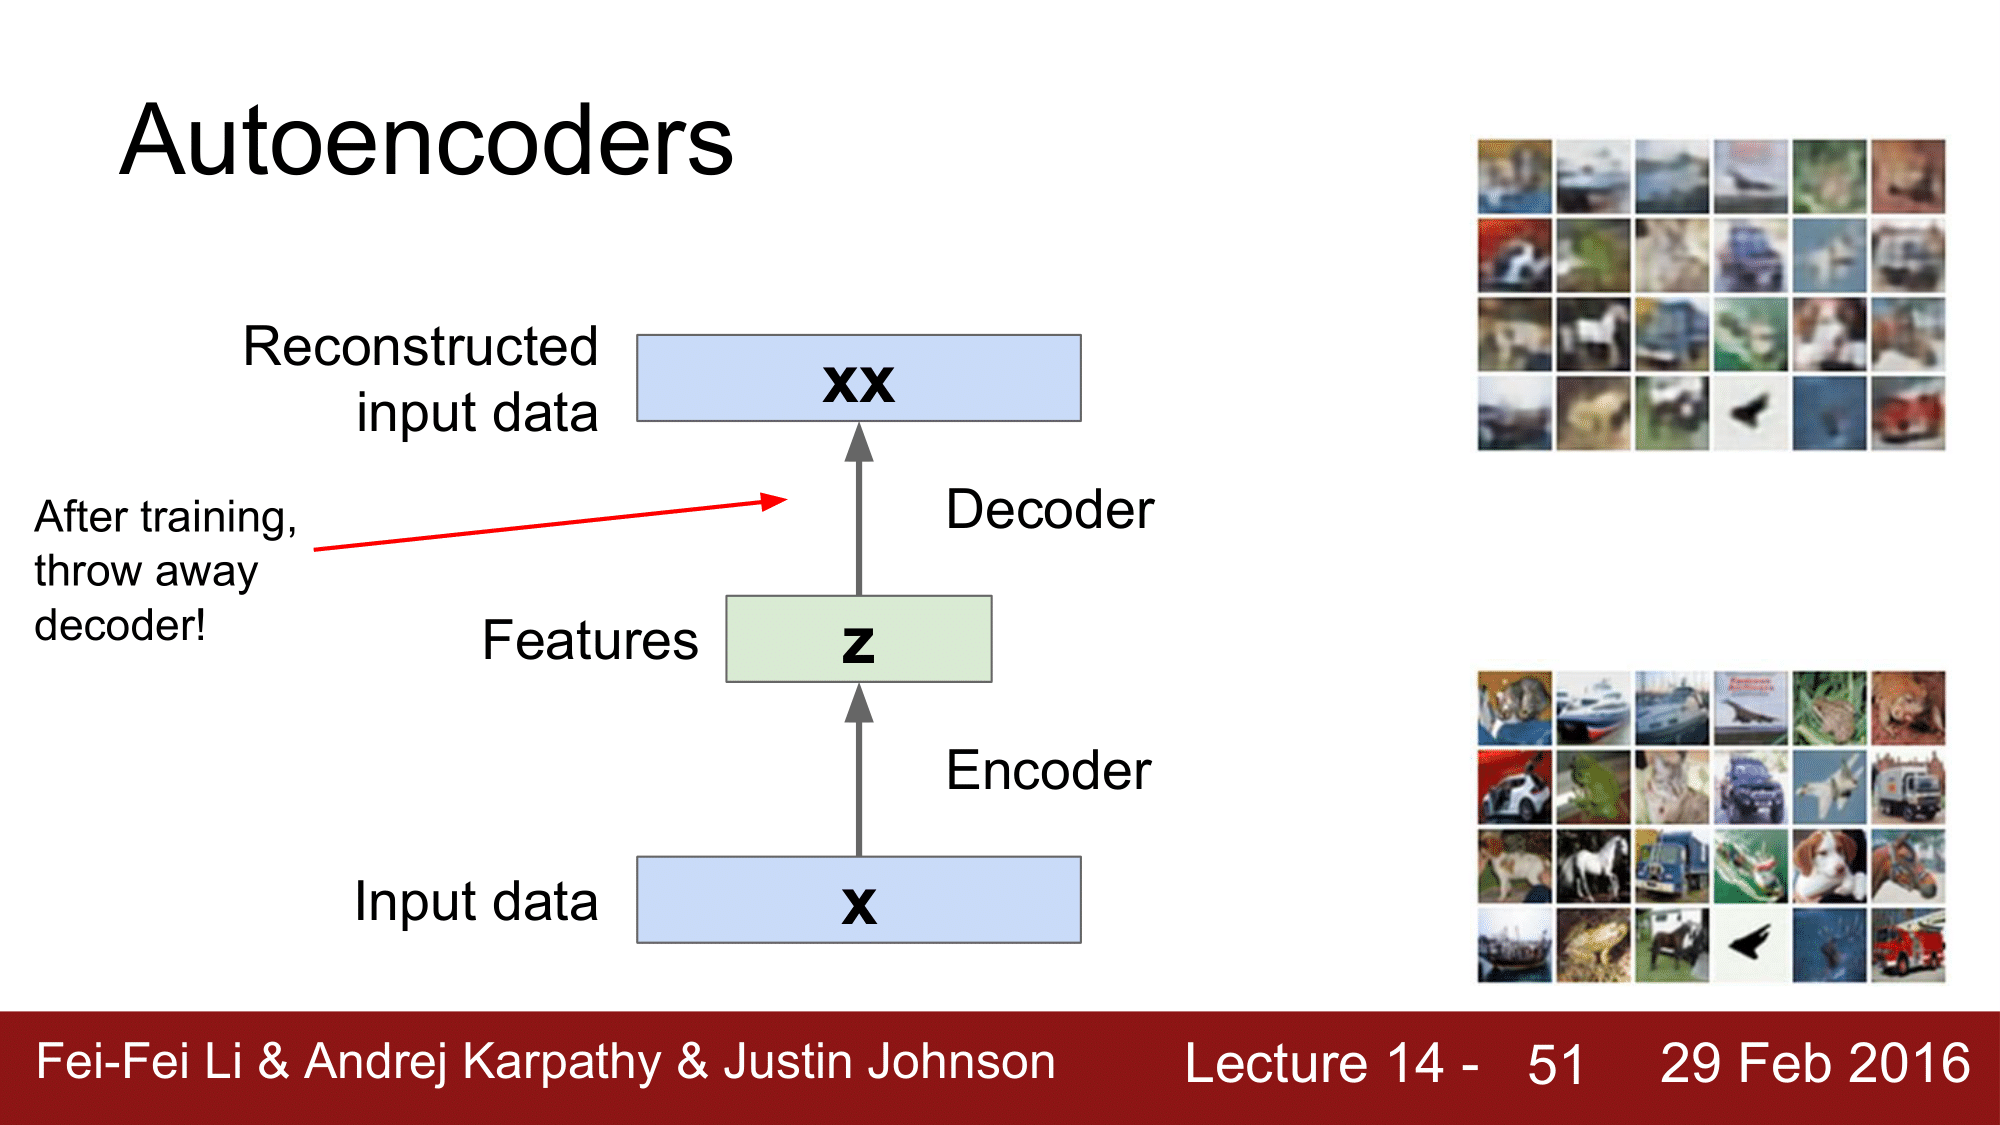 Autoencoders
Reconstructed
input data
xx
After training,
throw away
decoder!
Decoder
Features
z
Encoder
Input data
x
Fei-Fei Li & Andrej Karpathy & Justin Johnson
Lecture 14 - 51
29 Feb 2016